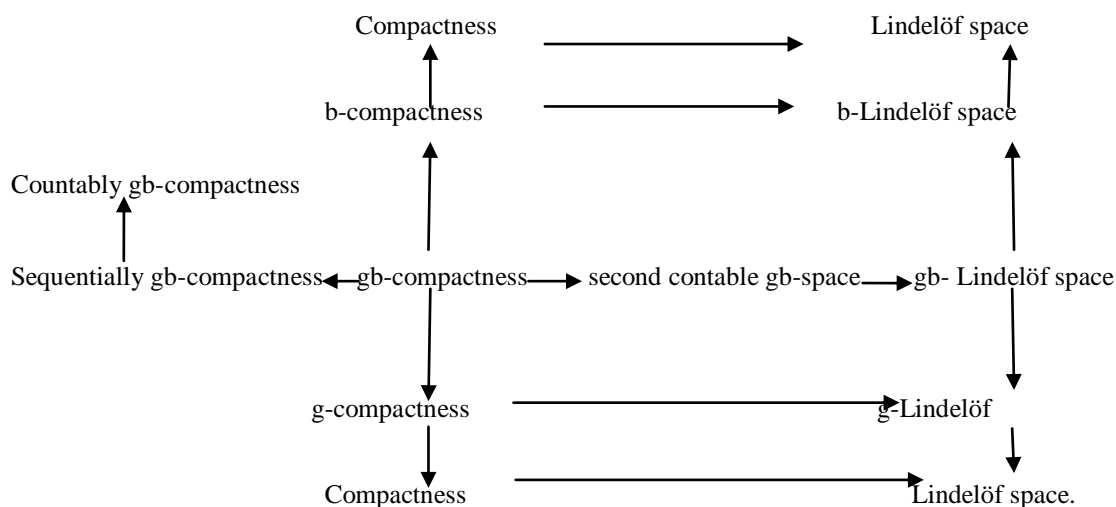 Compactness Lindelöf space
b-compactness b-Lindelöf space
Countably gb-compactness
Sequentially gb-compactness gb-compactness second contable gb-space gb- Lindelöf space
g-compactness g-Lindelöf
Compactness Lindelöf space.